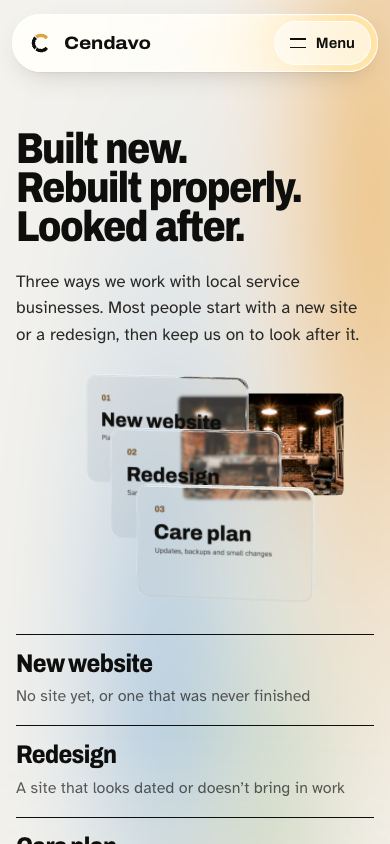 Cendavo
Menu
Built new.
Rebuilt properly.
Looked after.
Three ways we work with local service
businesses. Most people start with a new site
or a redesign, then keep us on to look after it.
01
New website
02
Redesign
03
Care plan
Updates, backups and small changes
New website
No site yet, or one that was never finished
Redesign
A site that looks dated or doesn’t bring in work
Care plan